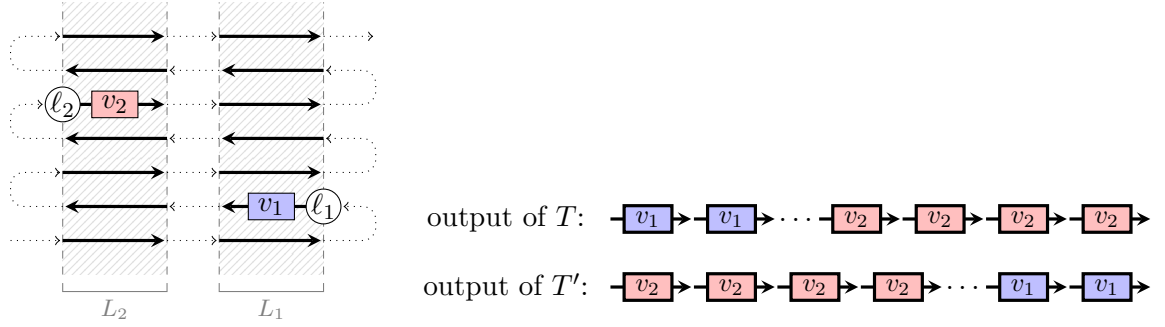 ℓ₂ v₂
v₁ ℓ₁
L₂ L₁
output of T: v₁ v₁ ... v₂ v₂ v₂ v₂
output of T′: v₂ v₂ v₂ v₂ ... v₁ v₁